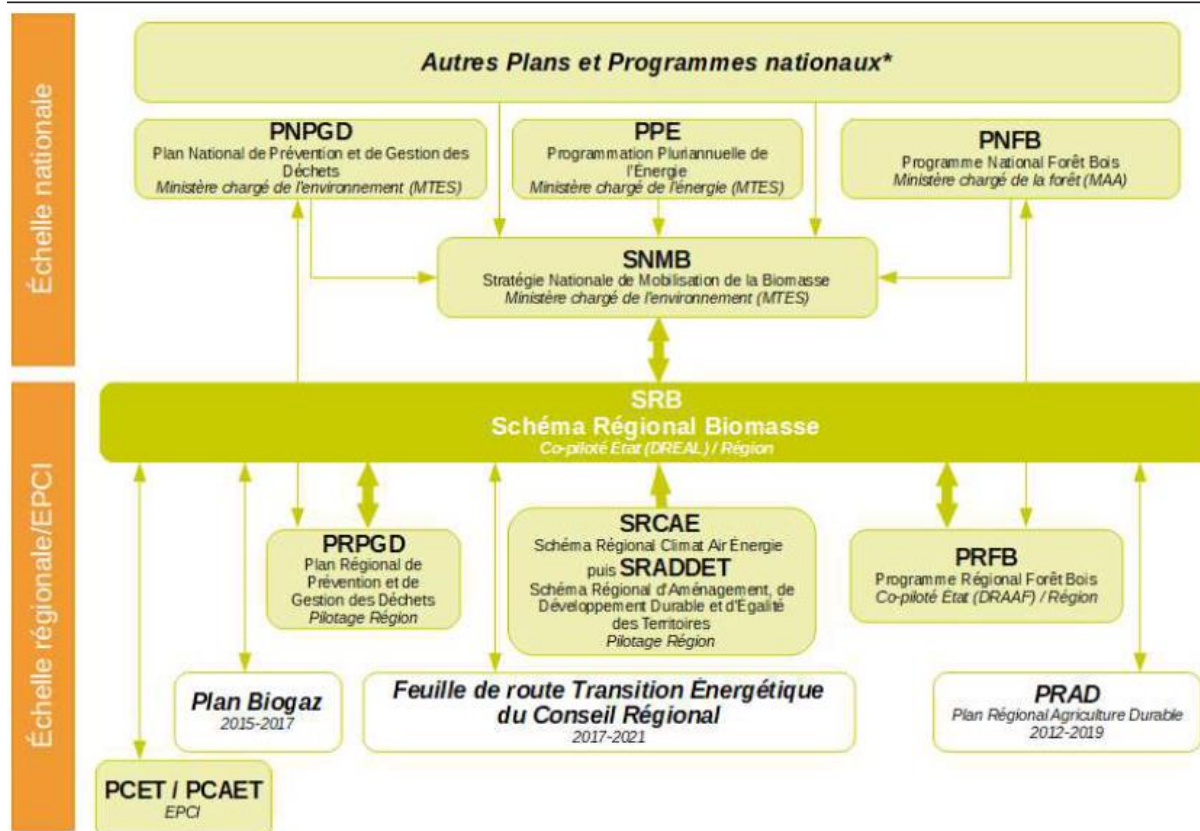 Échelle nationale
Autres Plans et Programmes nationaux*
PNPGD
Plan National de Prévention et de Gestion des
Déchets
Ministère chargé de l'environnement (MTES)
PPE
Programmation Pluriannuelle de
l'Énergie
Ministère chargé de l'énergie (MTES)
PNFB
Programme National Forêt Bois
Ministère chargé de la forêt (MAA)
SNMB
Stratégie Nationale de Mobilisation de la Biomasse
Ministère chargé de l'environnement (MTES)
Échelle régionale/EPCI
SRB
Schéma Régional Biomasse
Co-piloté État (DREAL) / Région
PRPGD
Plan Régional de
Prévention et de
Gestion des Déchets
Pilotage Région
SRCAE
Schéma Régional Climat Air Énergie
puis SRADDET
Schéma Régional d'Aménagement, de
Développement Durable et d'Égalité
des Territoires
Pilotage Région
PRFB
Programme Régional Forêt Bois
Co-piloté État (DRAAF) / Région
Plan Biogaz
2015-2017
Feuille de route Transition Énergétique
du Conseil Régional
2017-2021
PRAD
Plan Régional Agriculture Durable
2012-2019
PCET / PCAET
EPCI